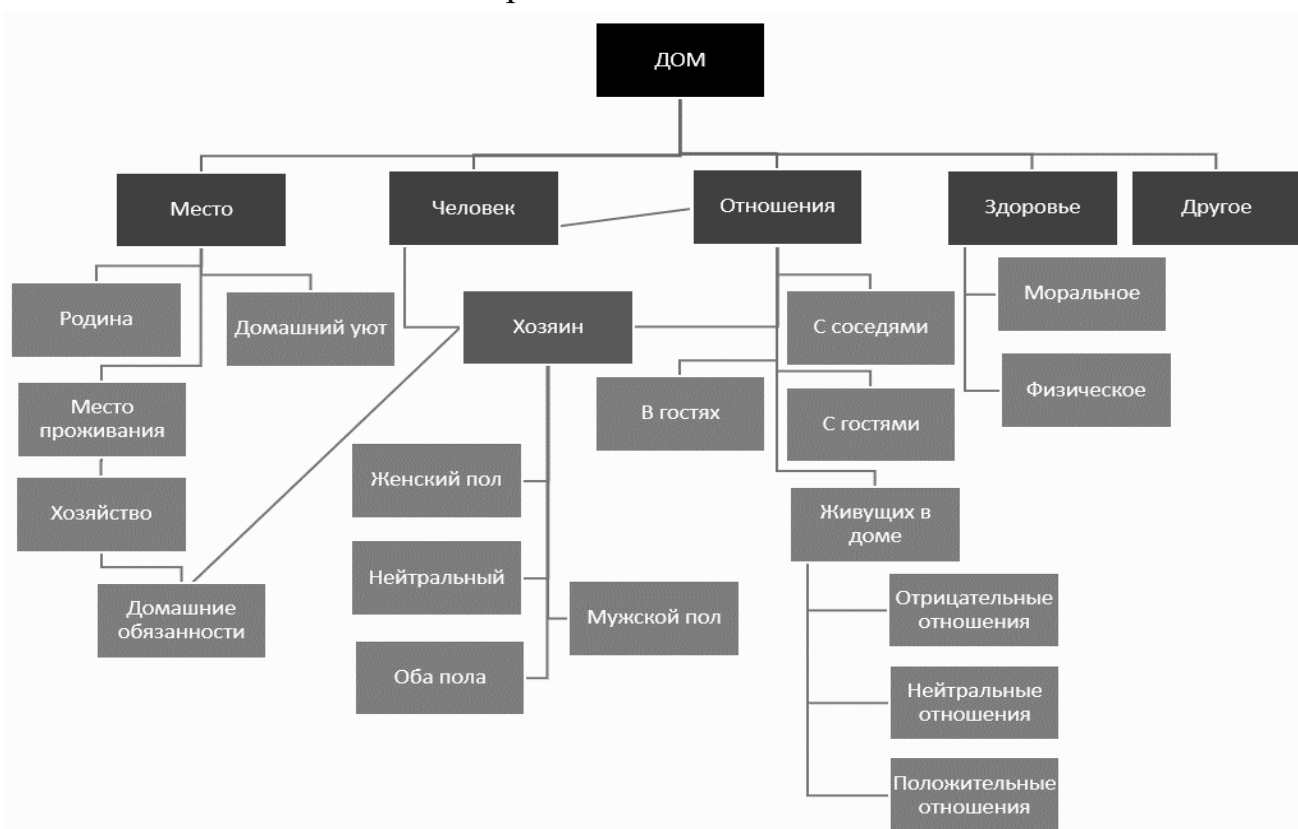 ДОМ
Место
Человек
Отношения
Здоровье
Другое
Родина
Домашний уют
Хозяин
С соседями
Моральное
Место
проживания
В гостях
С гостями
Физическое
Хозяйство
Женский пол
Живущих в
доме
Домашние
обязанности
Нейтральный
Мужской пол
Отрицательные
отношения
Оба пола
Нейтральные
отношения
Положительные
отношения